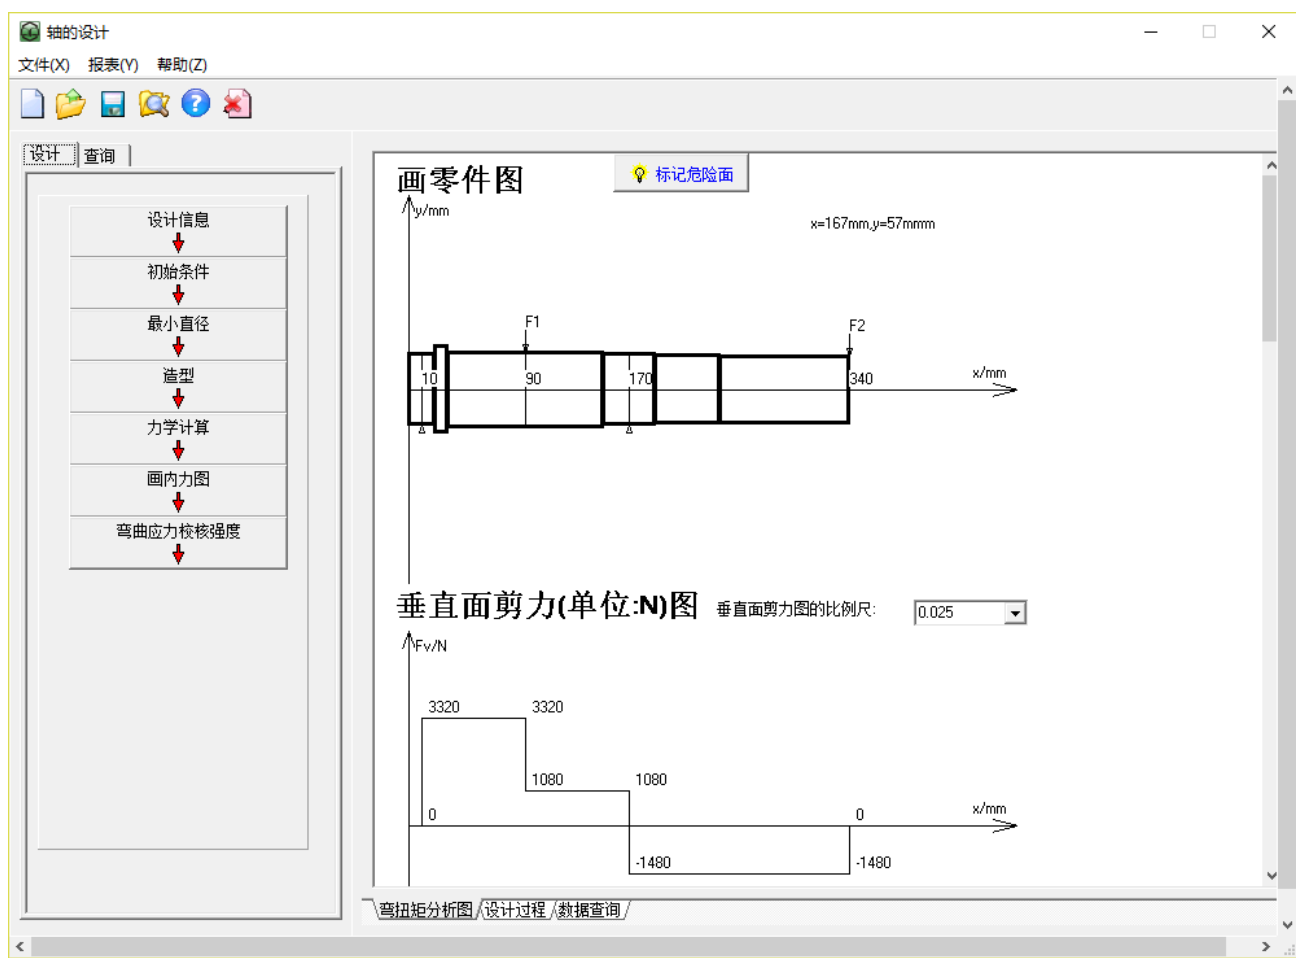 轴的设计
文件(X) 报表(Y) 帮助(Z)
设计 查询
设计信息
初始条件
最小直径
造型
力学计算
画内力图
弯曲应力校核强度
画零件图
标记危险面
y/mm
x=167mm,y=57mmm
F1
F2
10 90 170 340
x/mm
垂直面剪力(单位:N)图
垂直面剪力图的比例尺:
0.025
Fv/N
3320 3320
1080 1080
0 0
x/mm
-1480 -1480
弯扭矩分析图 设计过程 数据查询